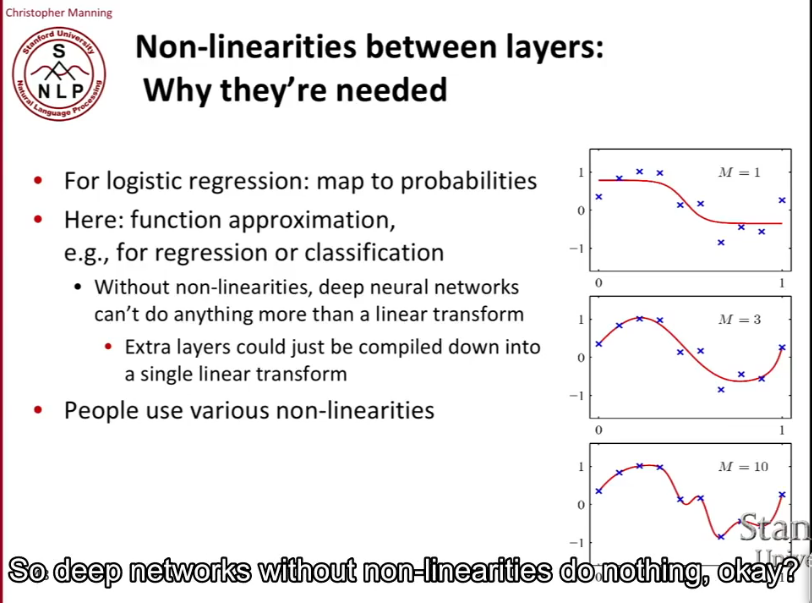 Christopher Manning
Stanford University
S
NLP
Natural Language Processing
Non-linearities between layers:
Why they're needed
• For logistic regression: map to probabilities
• Here: function approximation,
e.g., for regression or classification
• Without non-linearities, deep neural networks
can't do anything more than a linear transform
• Extra layers could just be compiled down into
a single linear transform
• People use various non-linearities
M = 1
1
0
−1
0
1
M = 3
1
0
−1
0
1
M = 10
1
0
−1
Stan
So deep networks without non-linearities do nothing, okay?